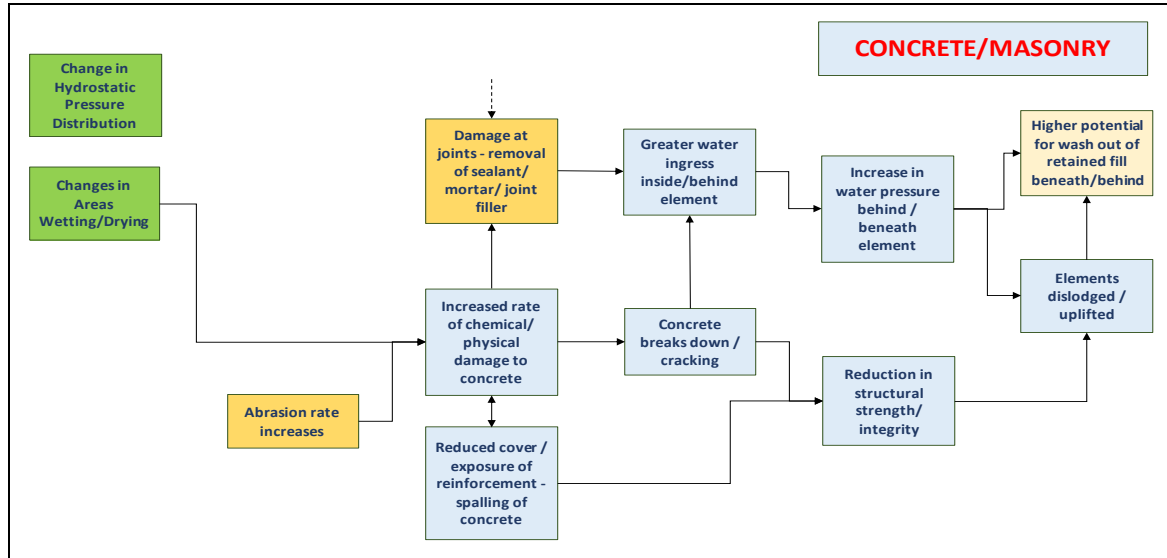 CONCRETE/MASONRY
Change in
Hydrostatic
Pressure
Distribution
Changes in
Areas
Wetting/Drying
Damage at
joints - removal
of sealant/
mortar/ joint
filler
Greater water
ingress
inside/behind
element
Increase in
water pressure
behind /
beneath
element
Higher potential
for wash out of
retained fill
beneath/behind
Elements
dislodged /
uplifted
Increased rate
of chemical/
physical
damage to
concrete
Concrete
breaks down /
cracking
Reduction in
structural
strength/
integrity
Abrasion rate
increases
Reduced cover /
exposure of
reinforcement -
spalling of
concrete